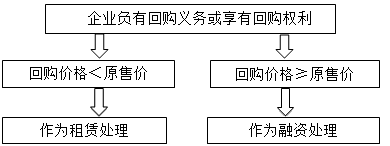 企业负有回购义务或享有回购权利
回购价格＜原售价
回购价格≥原售价
作为租赁处理
作为融资处理